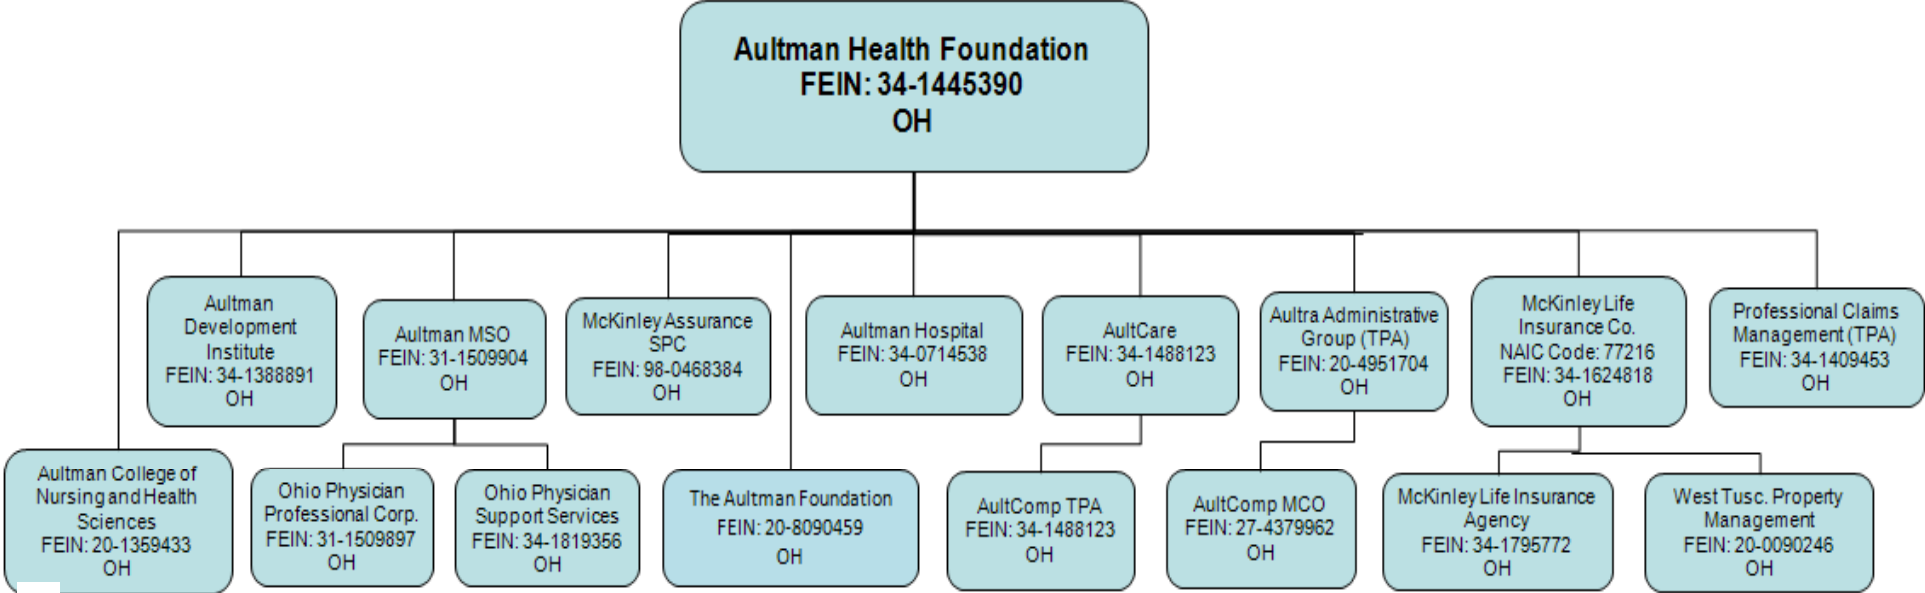 Aultman Health Foundation
FEIN: 34-1445390
OH
Aultman
Development
Institute
FEIN: 34-1388891
OH
Aultman MSO
FEIN: 31-1509904
OH
McKinley Assurance
SPC
FEIN: 98-0468384
OH
Aultman Hospital
FEIN: 34-0714538
OH
AultCare
FEIN: 34-1488123
OH
Aultra Administrative
Group (TPA)
FEIN: 20-4951704
OH
McKinley Life
Insurance Co.
NAIC Code: 77216
FEIN: 34-1624818
OH
Professional Claims
Management (TPA)
FEIN: 34-1409453
OH
Aultman College of
Nursing and Health
Sciences
FEIN: 20-1359433
OH
Ohio Physician
Professional Corp.
FEIN: 31-1509897
OH
Ohio Physician
Support Services
FEIN: 34-1819356
OH
The Aultman Foundation
FEIN: 20-8090459
OH
AultComp TPA
FEIN: 34-1488123
OH
AultComp MCO
FEIN: 27-4379962
OH
McKinley Life Insurance
Agency
FEIN: 34-1795772
OH
West Tusc. Property
Management
FEIN: 20-0090246
OH